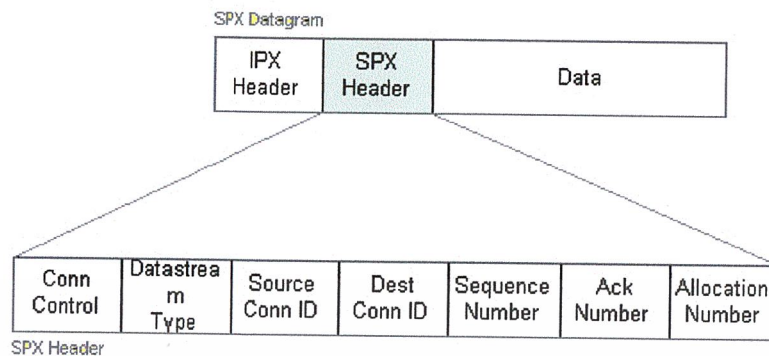 SPX Datagram
IPX
Header
SPX
Header
Data
Conn
Control
Datastrea
m
Type
Source
Conn ID
Dest
Conn ID
Sequence
Number
Ack
Number
Allocation
Number
SPX Header